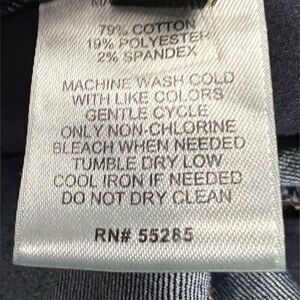 79% COTTON
19% POLYESTER
2% SPANDEX
MACHINE WASH COLD
WITH LIKE COLORS
GENTLE CYCLE
ONLY NON-CHLORINE
BLEACH WHEN NEEDED
TUMBLE DRY LOW
COOL IRON IF NEEDED
DO NOT DRY CLEAN
RN# 55285